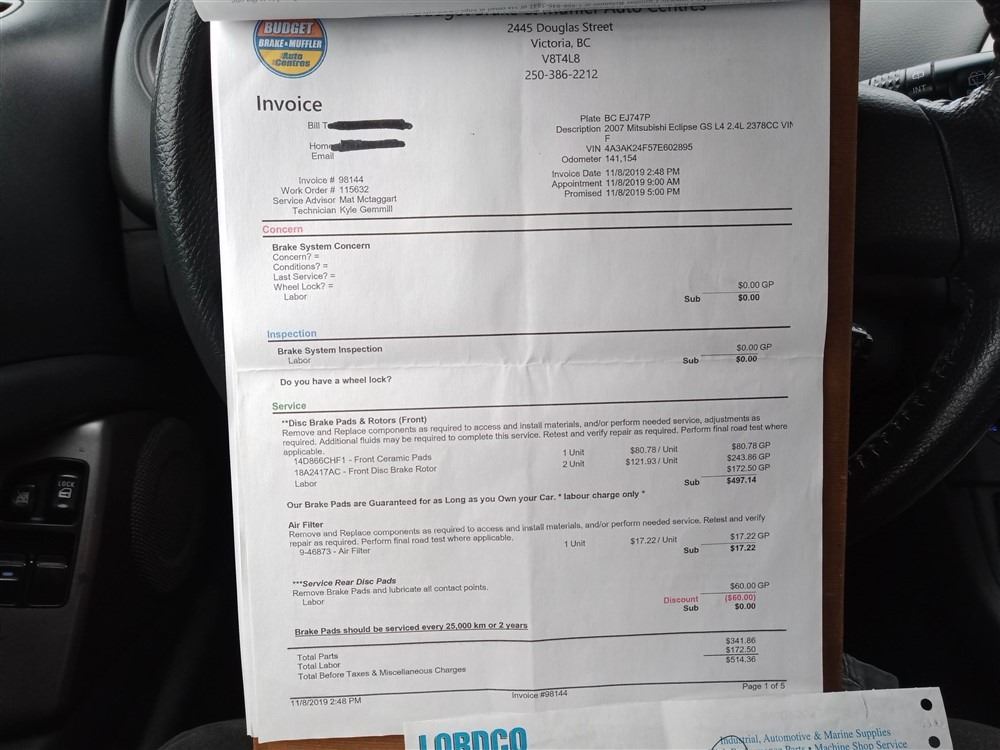 BUDGET
BRAKE & MUFFLER
Auto
Centres
2445 Douglas Street
Victoria, BC
V8T4L8
250-386-2212
Invoice
Bill T
Home
Email
Plate BC EJ747P
Description 2007 Mitsubishi Eclipse GS L4 2.4L 2378CC VIN
F
VIN 4A3AK24F57E602895
Odometer 141,154
Invoice # 98144
Work Order # 115632
Service Advisor Mat Mctaggart
Technician Kyle Gemmill
Invoice Date 11/8/2019 2:48 PM
Appointment 11/8/2019 9:00 AM
Promised 11/8/2019 5:00 PM
Concern
Brake System Concern
Concern? =
Conditions? =
Last Service? =
Wheel Lock? =
Labor $0.00 GP
Sub $0.00
Inspection
Brake System Inspection
Labor $0.00 GP
Sub $0.00
Do you have a wheel lock?
Service
**Disc Brake Pads & Rotors (Front)
Remove and Replace components as required to access and install materials, and/or perform needed service, adjustments as
required. Additional fluids may be required to complete this service. Retest and verify repair as required. Perform final road test where
applicable.
14D866CHF1 - Front Ceramic Pads 1 Unit $80.78 / Unit $80.78 GP
18A2417AC - Front Disc Brake Rotor 2 Unit $121.93 / Unit $243.86 GP
Labor $172.50 GP
Sub $497.14
Our Brake Pads are Guaranteed for as Long as you Own your Car. * labour charge only *
Air Filter
Remove and Replace components as required to access and install materials, and/or perform needed service. Retest and verify
repair as required. Perform final road test where applicable.
9-46873 - Air Filter 1 Unit $17.22 / Unit $17.22 GP
Sub $17.22
***Service Rear Disc Pads
Remove Brake Pads and lubricate all contact points.
Labor $60.00 GP
Discount ($60.00)
Sub $0.00
Brake Pads should be serviced every 25,000 km or 2 years
Total Parts $341.86
Total Labor $172.50
Total Before Taxes & Miscellaneous Charges $514.36
11/8/2019 2:48 PM Invoice #98144 Page 1 of 5
LORDCO
Industrial, Automotive & Marine Supplies
Parts • Machine Shop Service
LOCK
INT